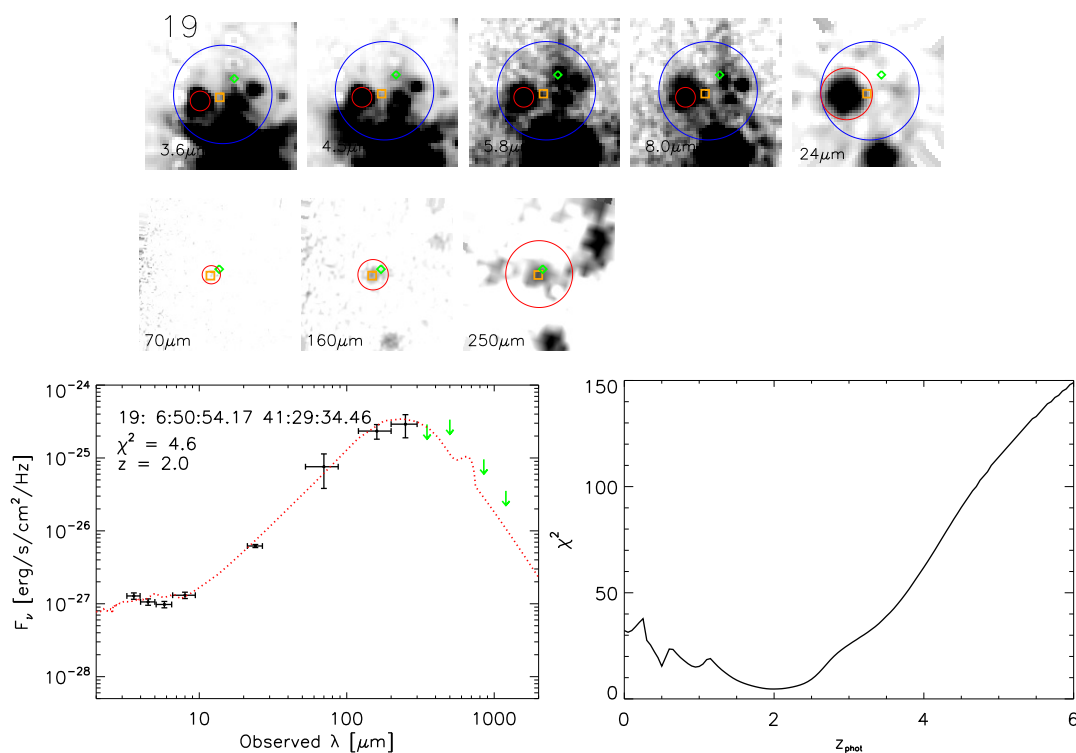 19
3.6μm 4.5μm 5.8μm 8.0μm 24μm
70μm 160μm 250μm
19: 6:50:54.17 41:29:34.46
χ² = 4.6
z = 2.0
10⁻²⁴
10⁻²⁵
10⁻²⁶
10⁻²⁷
10⁻²⁸
F_ν [erg/s/cm²/Hz]
10 100 1000
Observed λ [μm]
150
100
50
0
χ²
0 2 4 6
z_phot